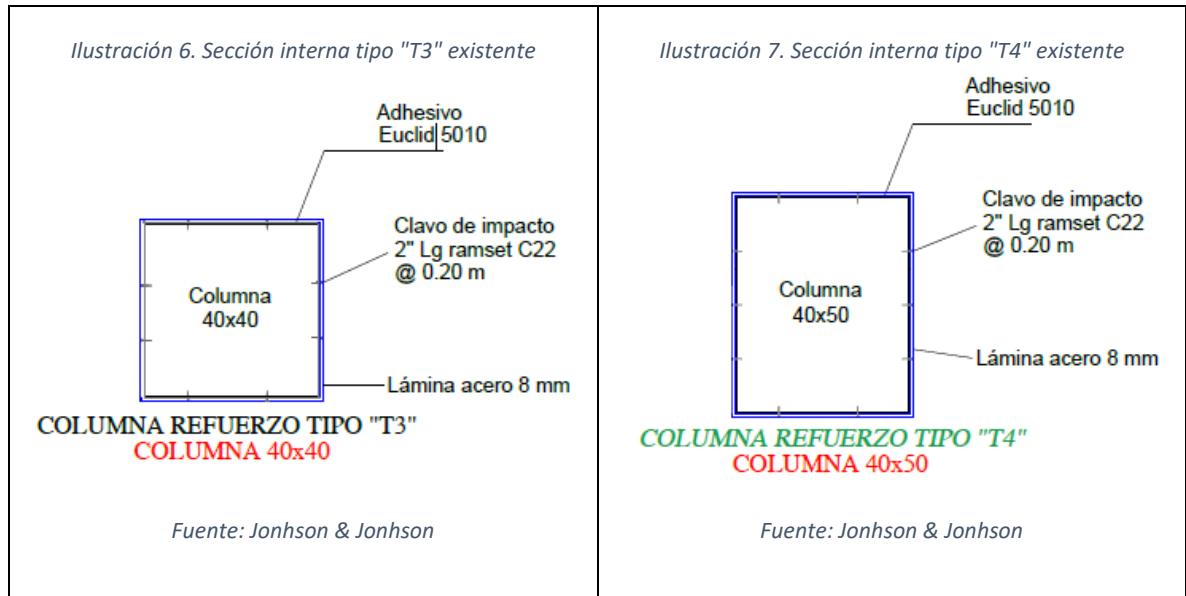 Ilustración 6. Sección interna tipo "T3" existente
Adhesivo
Euclid 5010
Clavo de impacto
2" Lg ramset C22
@ 0.20 m
Columna
40x40
Lámina acero 8 mm
COLUMNA REFUERZO TIPO "T3"
COLUMNA 40x40
Fuente: Jonhson & Jonhson
Ilustración 7. Sección interna tipo "T4" existente
Adhesivo
Euclid 5010
Clavo de impacto
2" Lg ramset C22
@ 0.20 m
Columna
40x50
Lámina acero 8 mm
COLUMNA REFUERZO TIPO "T4"
COLUMNA 40x50
Fuente: Jonhson & Jonhson